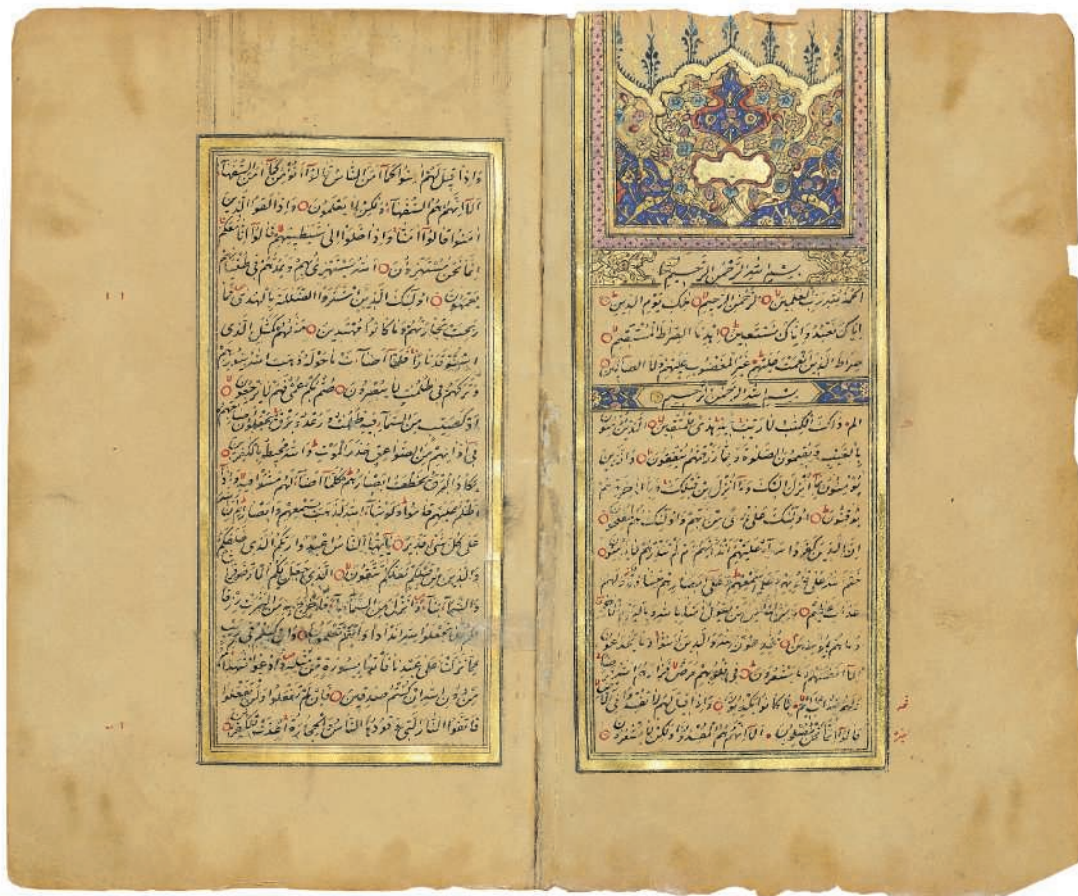 بسم الله الرحمن الرحيم
الحمد لله رب العلمين الرحمن الرحيم ملك يوم الدين
اياك نعبد واياك نستعين اهدنا الصراط المستقيم
صراط الذين انعمت عليهم غير المغضوب عليهم ولا الضالين
بسم الله الرحمن الرحيم
الم ذلك الكتب لا ريب فيه هدى للمتقين الذين يؤمنون
بالغيب ويقيمون الصلوة ومما رزقنهم ينفقون والذين
يؤمنون بما انزل اليك وما انزل من قبلك وبالاخرة هم
يوقنون اولئك على هدى من ربهم واولئك هم المفلحون
ان الذين كفروا سواء عليهم ءانذرتهم ام لم تنذرهم لا يؤمنون
ختم الله على قلوبهم وعلى سمعهم وعلى ابصارهم غشاوة ولهم
عذاب عظيم ومن الناس من يقول امنا بالله وباليوم الاخر
وما هم بمؤمنين يخدعون الله والذين امنوا وما يخدعون
الا انفسهم وما يشعرون في قلوبهم مرض فزادهم الله مرضا
ولهم عذاب اليم بما كانوا يكذبون واذا قيل لهم لا تفسدوا في الارض
قالوا انما نحن مصلحون الا انهم هم المفسدون ولكن لا يشعرون
واذا قيل لهم امنوا كما امن الناس قالوا انؤمن كما امن السفهاء
الا انهم هم السفهاء ولكن لا يعلمون واذا لقوا الذين
امنوا قالوا امنا واذا خلوا الى شيطينهم قالوا انا معكم
انما نحن مستهزؤن الله يستهزئ بهم ويمدهم في طغيانهم
يعمهون اولئك الذين اشتروا الضللة بالهدى فما
ربحت تجارتهم وما كانوا مهتدين مثلهم كمثل الذي
استوقد نارا فلما اضاءت ما حوله ذهب الله بنورهم
وتركهم في ظلمت لا يبصرون صم بكم عمي فهم لا يرجعون
او كصيب من السماء فيه ظلمت ورعد وبرق يجعلون اصابعهم
في اذانهم من الصواعق حذر الموت والله محيط بالكفرين
يكاد البرق يخطف ابصارهم كلما اضاء لهم مشوا فيه واذا
اظلم عليهم قاموا ولو شاء الله لذهب بسمعهم وابصارهم ان الله
على كل شيء قدير يا ايها الناس اعبدوا ربكم الذي خلقكم
والذين من قبلكم لعلكم تتقون الذي جعل لكم الارض فراشا
والسماء بناء وانزل من السماء ماء فاخرج به من الثمرت رزقا
لكم فلا تجعلوا لله اندادا وانتم تعلمون وان كنتم في ريب
مما نزلنا على عبدنا فأتوا بسورة من مثله وادعوا شهداءكم
من دون الله ان كنتم صدقين فان لم تفعلوا ولن تفعلوا
فاتقوا النار التي وقودها الناس والحجارة اعدت للكفرين